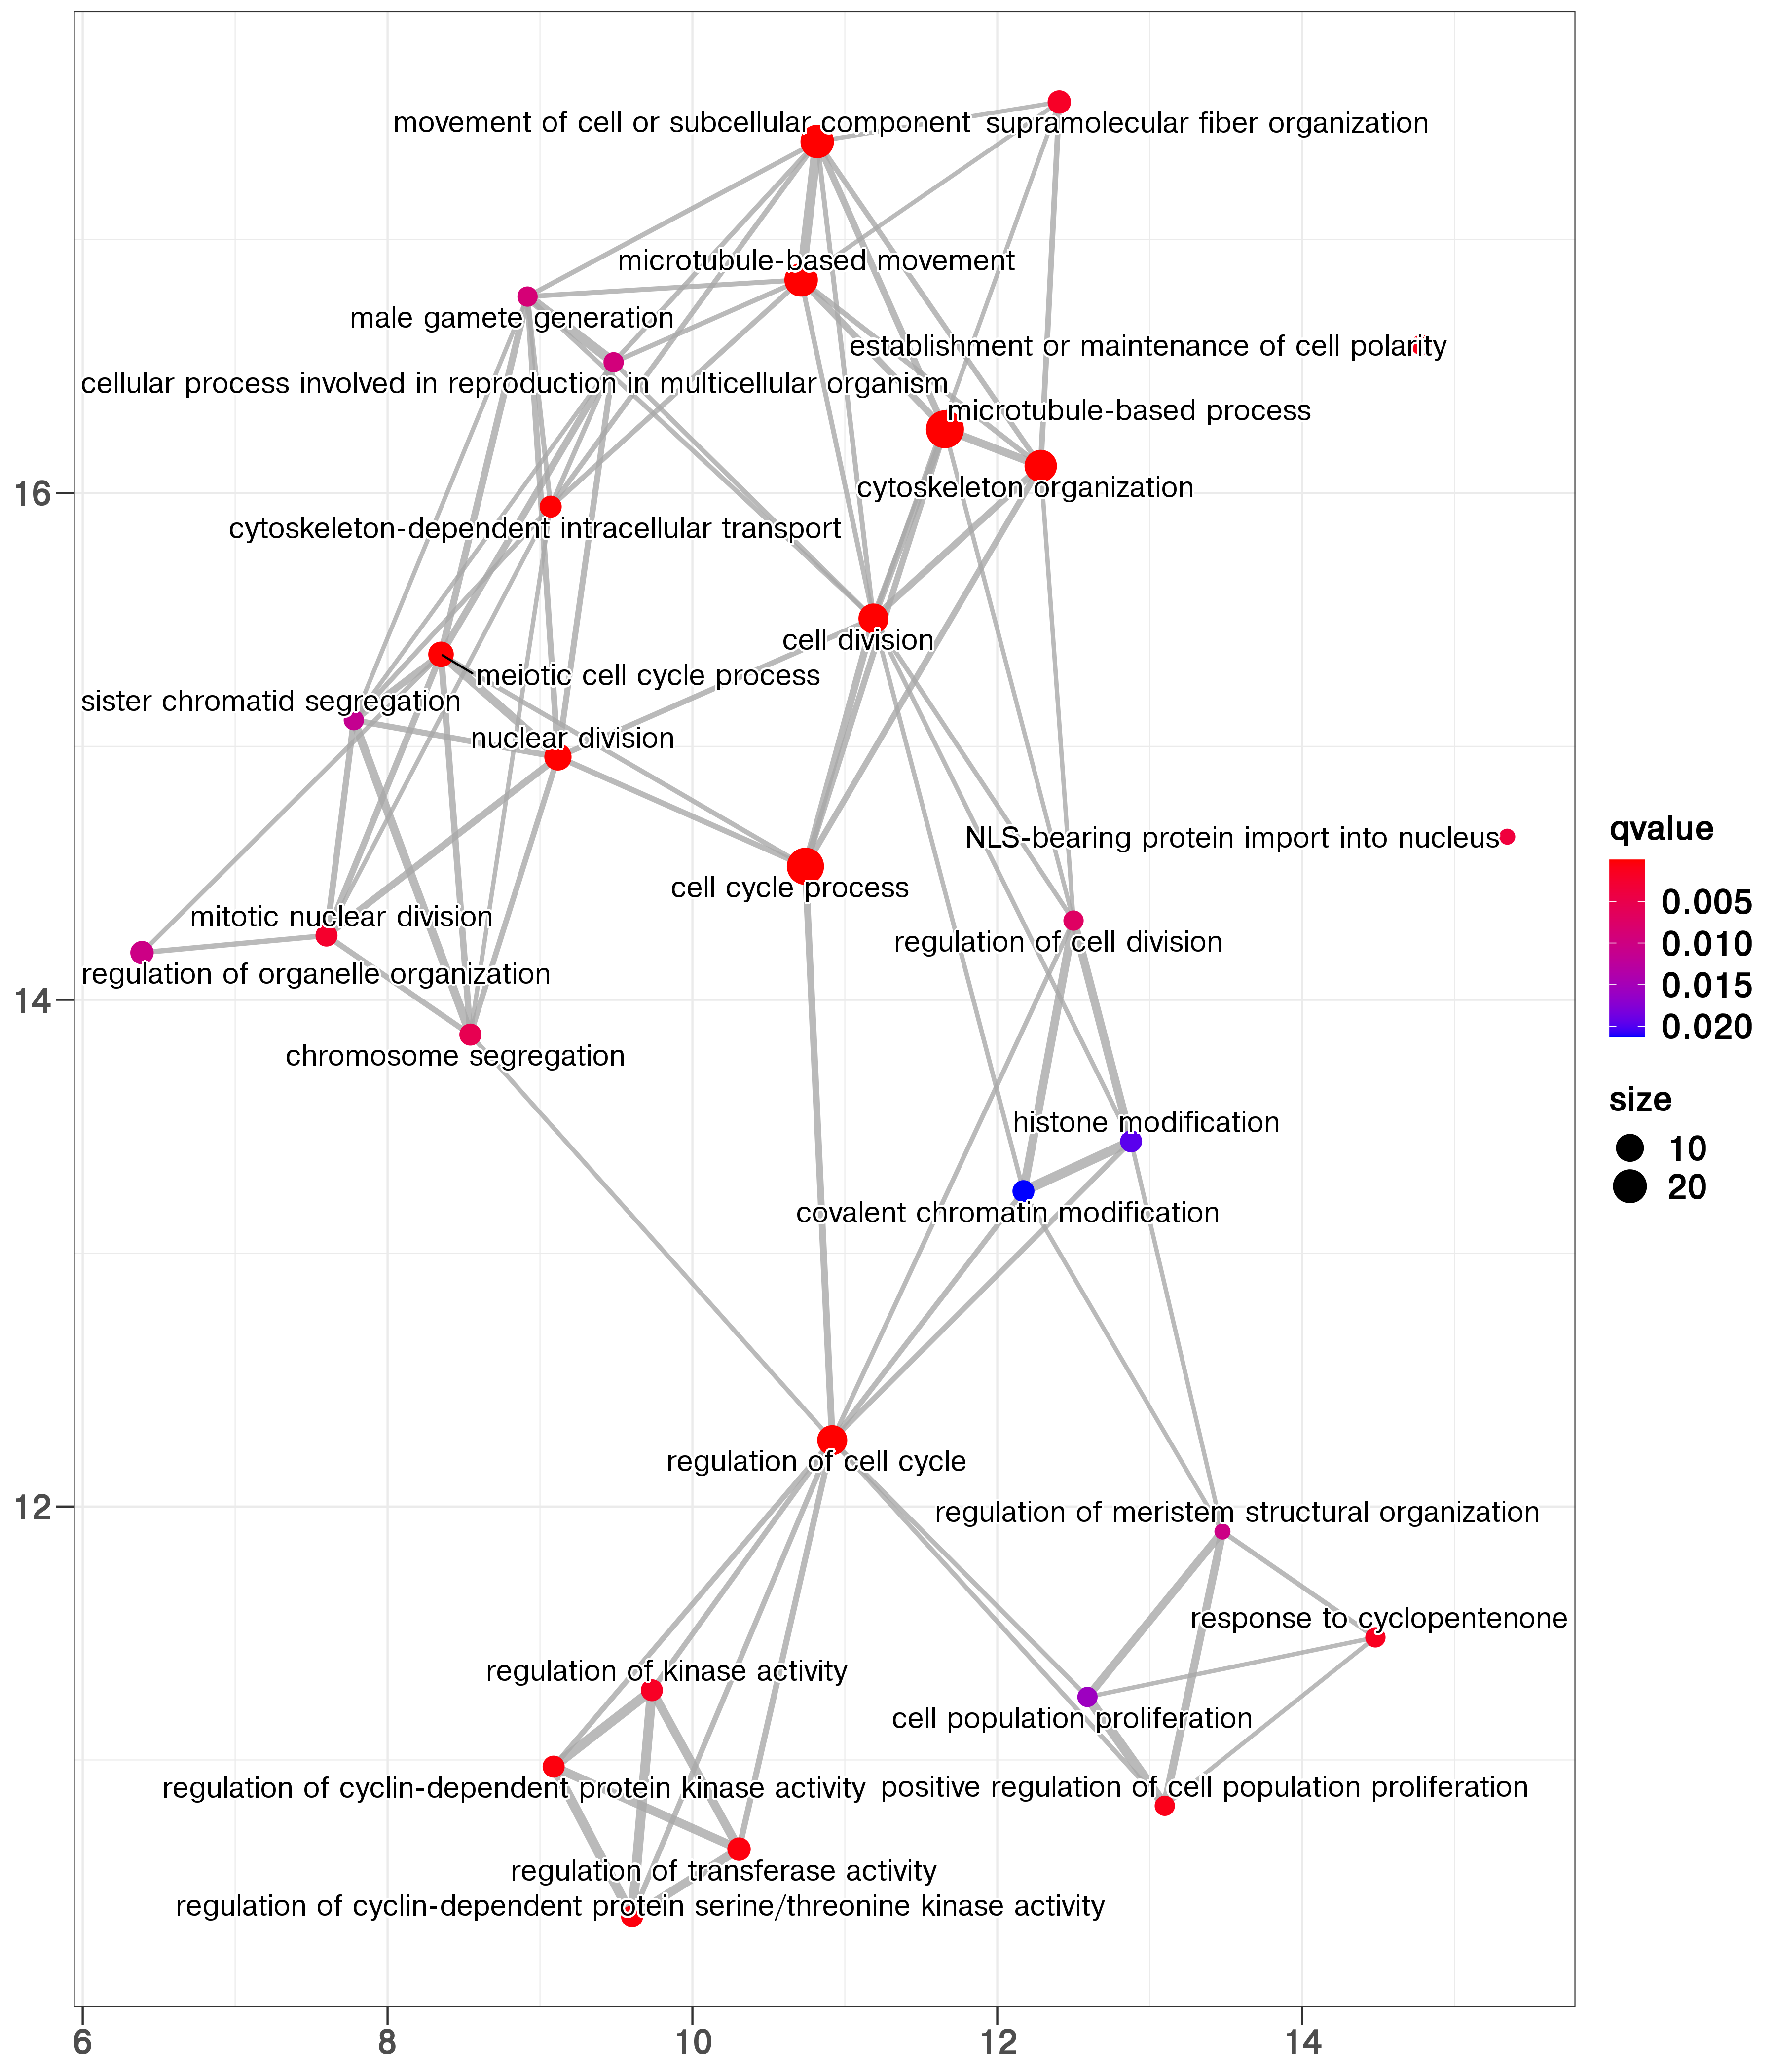 movement of cell or subcellular component
supramolecular fiber organization
microtubule-based movement
male gamete generation
establishment or maintenance of cell polarity
cellular process involved in reproduction in multicellular organism
microtubule-based process
16
cytoskeleton organization
cytoskeleton-dependent intracellular transport
cell division
meiotic cell cycle process
sister chromatid segregation
nuclear division
NLS-bearing protein import into nucleus
cell cycle process
mitotic nuclear division
regulation of cell division
regulation of organelle organization
14
chromosome segregation
histone modification
covalent chromatin modification
regulation of cell cycle
12
regulation of meristem structural organization
response to cyclopentenone
regulation of kinase activity
cell population proliferation
regulation of cyclin-dependent protein kinase activity
positive regulation of cell population proliferation
regulation of transferase activity
regulation of cyclin-dependent protein serine/threonine kinase activity
6 8 10 12 14
qvalue
0.005
0.010
0.015
0.020
size
10
20